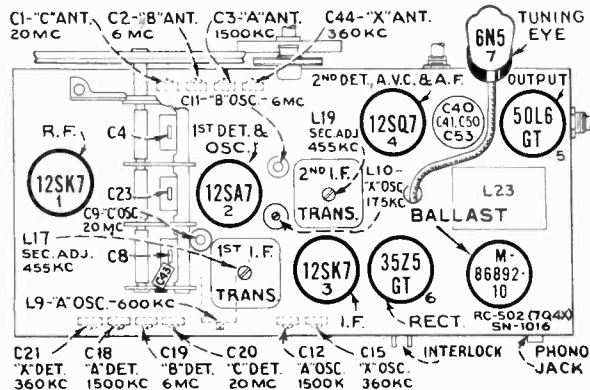 C1-"C"ANT. C2-"B"ANT. C3-"A"ANT. C44-"X"ANT.
20MC 6 MC 1500KC 360KC
6N5
7
TUNING
EYE
C11-"B"OSC.-6MC
2ND DET., A.V.C. & A.F.
OUTPUT
R.F.
C4
1ST DET. &
OSC.
L19
SEC. ADJ.
455KC
12SQ7
4
C40
C41, C50
C53
50L6
GT
5
12SK7
1
C23
12SA7
2
2ND I.F.
TRANS.
L10-
"A"OSC.
175KC
L23
C9-"C"OSC.
20 MC
BALLAST
L17
SEC. ADJ.
455KC
C8
C43
1ST I.F.
TRANS.
12SK7
3
35Z5
GT
6
M-
86892-
10
L9-"A"OSC.-600KC
I.F.
RECT.
RC-502 (7Q4X)
SN-1016
C21
"X"DET.
360KC
C18
"A"DET.
1500KC
C19
"B"DET.
6MC
C20
"C"DET.
20MC
C12
"A"OSC.
1500K
C15
"X"OSC.
360KC
INTERLOCK
PHONO
JACK